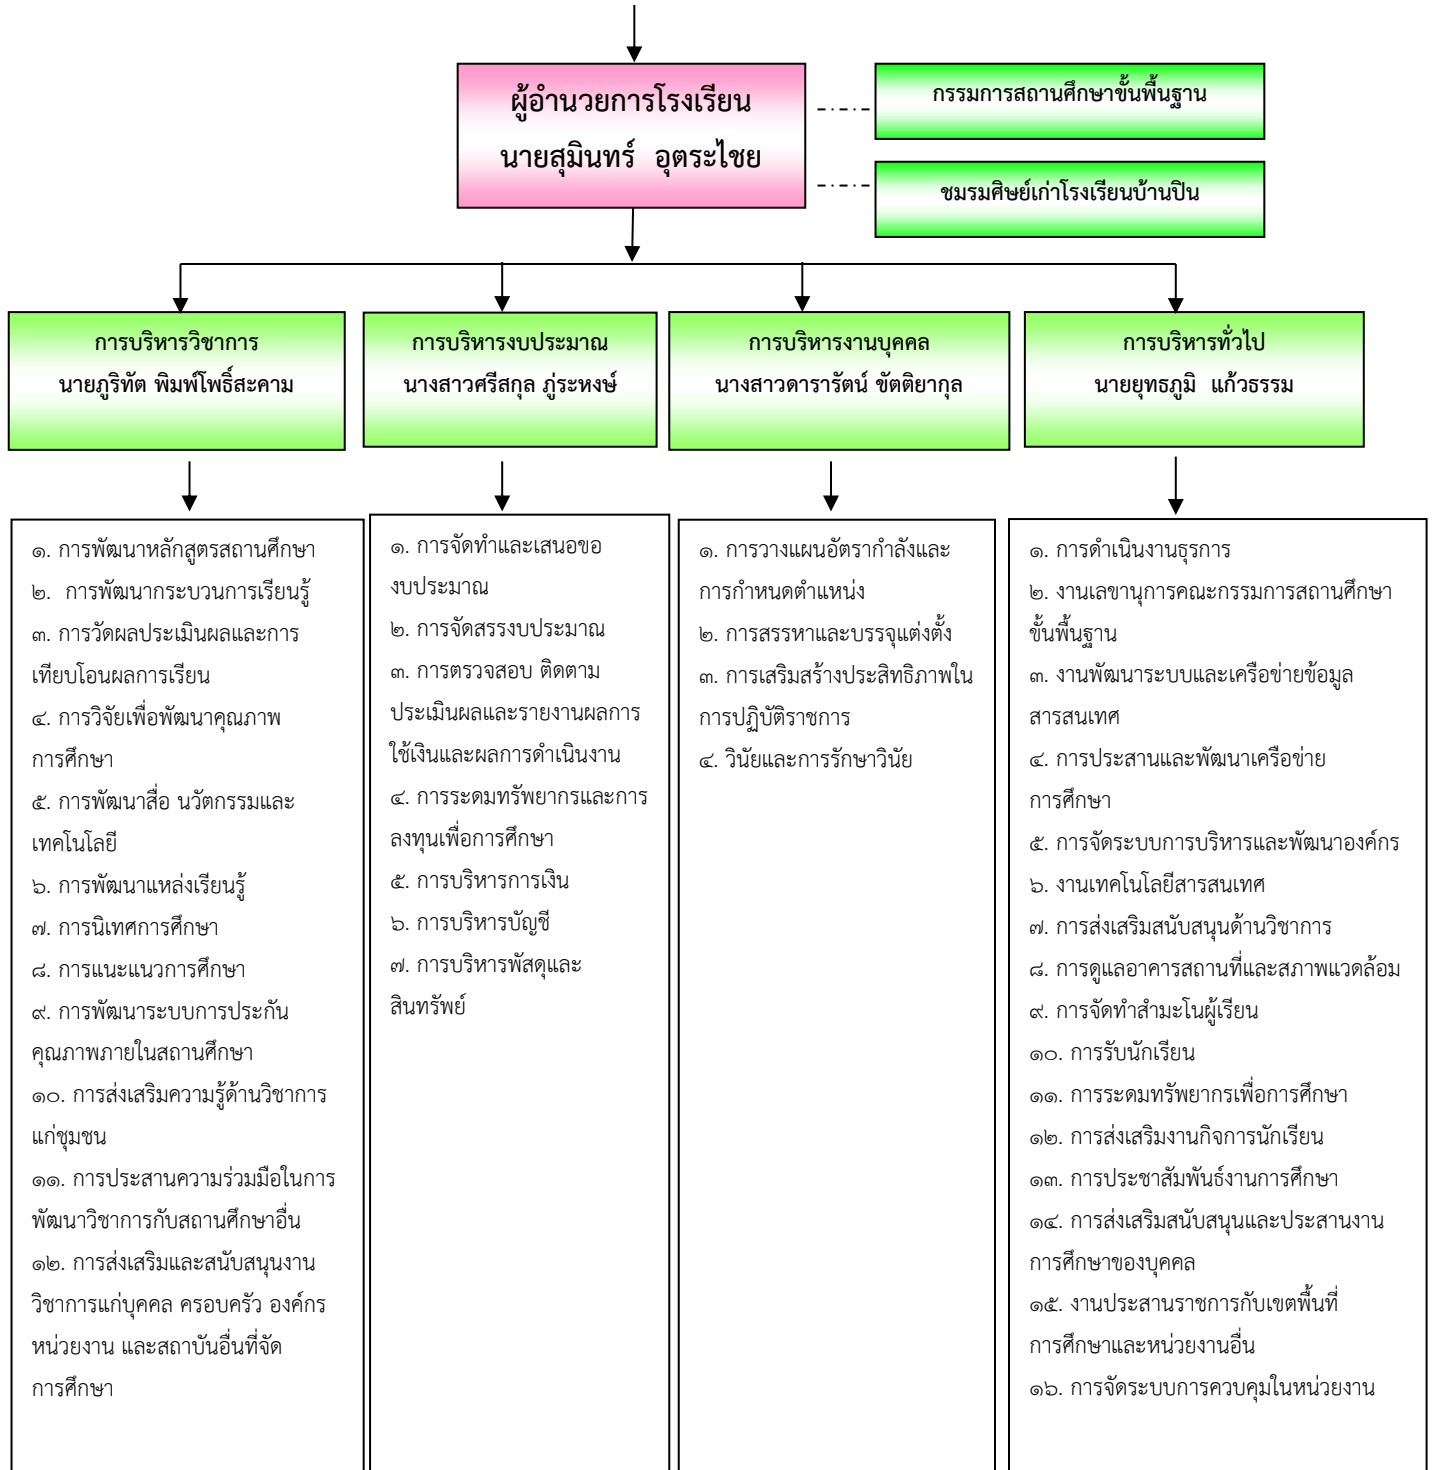 ผู้อำนวยการโรงเรียน
นายสุมินทร์ อุตระไชย
กรรมการสถานศึกษาขั้นพื้นฐาน
ชมรมศิษย์เก่าโรงเรียนบ้านปิน
การบริหารวิชาการ
นายภูริทัต พิมพ์โพธิ์สะคาม
การบริหารงบประมาณ
นางสาวศรีสกุล ภู่ระหงษ์
การบริหารงานบุคคล
นางสาวดารารัตน์ ขัตติยากุล
การบริหารทั่วไป
นายยุทธภูมิ แก้วธรรม
๑. การพัฒนาหลักสูตรสถานศึกษา
๒. การพัฒนากระบวนการเรียนรู้
๓. การวัดผลประเมินผลและการ
เทียบโอนผลการเรียน
๔. การวิจัยเพื่อพัฒนาคุณภาพ
การศึกษา
๕. การพัฒนาสื่อ นวัตกรรมและ
เทคโนโลยี
๖. การพัฒนาแหล่งเรียนรู้
๗. การนิเทศการศึกษา
๘. การแนะแนวการศึกษา
๙. การพัฒนาระบบการประกัน
คุณภาพภายในสถานศึกษา
๑๐. การส่งเสริมความรู้ด้านวิชาการ
แก่ชุมชน
๑๑. การประสานความร่วมมือในการ
พัฒนาวิชาการกับสถานศึกษาอื่น
๑๒. การส่งเสริมและสนับสนุนงาน
วิชาการแก่บุคคล ครอบครัว องค์กร
หน่วยงาน และสถาบันอื่นที่จัด
การศึกษา
๑. การจัดทำและเสนอขอ
งบประมาณ
๒. การจัดสรรงบประมาณ
๓. การตรวจสอบ ติดตาม
ประเมินผลและรายงานผลการ
ใช้เงินและผลการดำเนินงาน
๔. การระดมทรัพยากรและการ
ลงทุนเพื่อการศึกษา
๕. การบริหารการเงิน
๖. การบริหารบัญชี
๗. การบริหารพัสดุและ
สินทรัพย์
๑. การวางแผนอัตรากำลังและ
การกำหนดตำแหน่ง
๒. การสรรหาและบรรจุแต่งตั้ง
๓. การเสริมสร้างประสิทธิภาพใน
การปฏิบัติราชการ
๔. วินัยและการรักษาวินัย
๑. การดำเนินงานธุรการ
๒. งานเลขานุการคณะกรรมการสถานศึกษา
ขั้นพื้นฐาน
๓. งานพัฒนาระบบและเครือข่ายข้อมูล
สารสนเทศ
๔. การประสานและพัฒนาเครือข่าย
การศึกษา
๕. การจัดระบบการบริหารและพัฒนาองค์กร
๖. งานเทคโนโลยีสารสนเทศ
๗. การส่งเสริมสนับสนุนด้านวิชาการ
๘. การดูแลอาคารสถานที่และสภาพแวดล้อม
๙. การจัดทำสำมะโนผู้เรียน
๑๐. การรับนักเรียน
๑๑. การระดมทรัพยากรเพื่อการศึกษา
๑๒. การส่งเสริมงานกิจการนักเรียน
๑๓. การประชาสัมพันธ์งานการศึกษา
๑๔. การส่งเสริมสนับสนุนและประสานงาน
การศึกษาของบุคคล
๑๕. งานประสานราชการกับเขตพื้นที่
การศึกษาและหน่วยงานอื่น
๑๖. การจัดระบบการควบคุมในหน่วยงาน